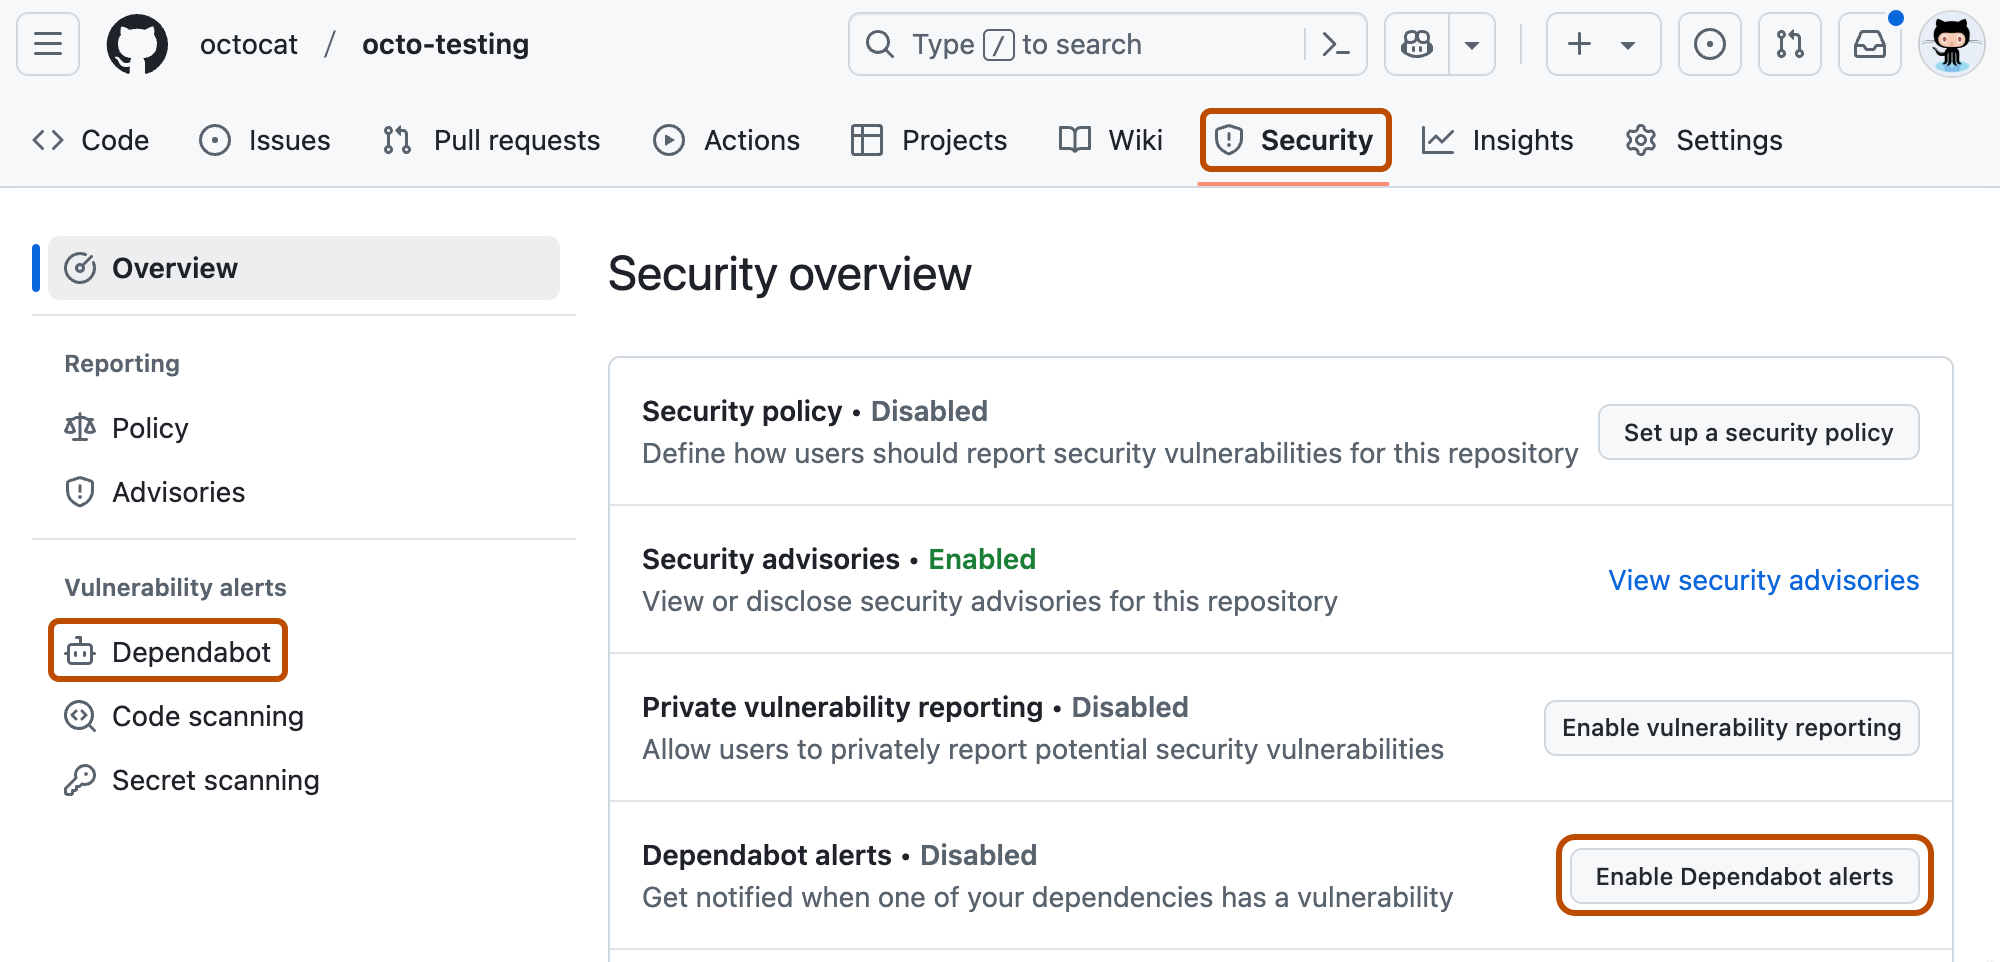 octocat / octo-testing
Type / to search
Code Issues Pull requests Actions Projects Wiki Security Insights Settings
Overview
Reporting
Policy
Advisories
Vulnerability alerts
Dependabot
Code scanning
Secret scanning
Security overview
Security policy • Disabled
Define how users should report security vulnerabilities for this repository
Set up a security policy
Security advisories • Enabled
View or disclose security advisories for this repository
View security advisories
Private vulnerability reporting • Disabled
Allow users to privately report potential security vulnerabilities
Enable vulnerability reporting
Dependabot alerts • Disabled
Get notified when one of your dependencies has a vulnerability
Enable Dependabot alerts